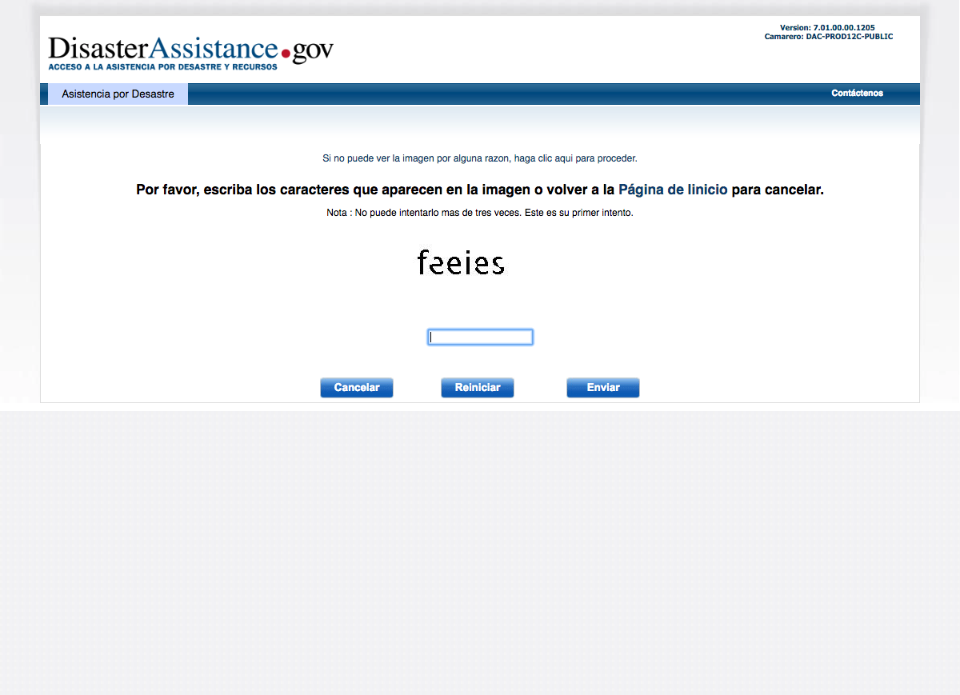 Version: 7.01.00.00.1205
Camarero: DAC-PROD12C-PUBLIC
DisasterAssistance.gov
ACCESO A LA ASISTENCIA POR DESASTRE Y RECURSOS
Asistencia por Desastre
Contáctenos
Si no puede ver la imagen por alguna razon, haga clic aqui para proceder.
Por favor, escriba los caracteres que aparecen en la imagen o volver a la Página de Iinicio para cancelar.
Nota : No puede intentarlo mas de tres veces. Este es su primer intento.
Cancelar
Reiniciar
Enviar